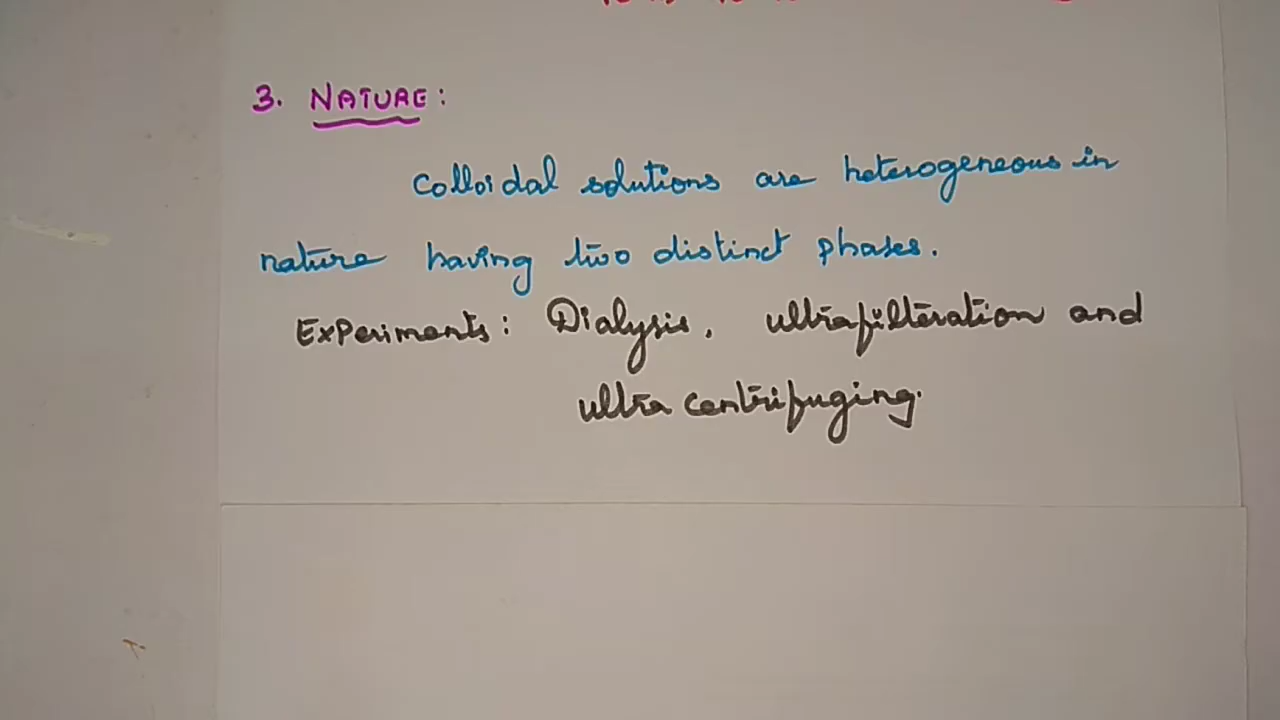 3. NATURE:
Colloidal solutions are heterogeneous in
nature having two distinct phases.
Experiments: Dialysis, ultrafilteration and
ultra centrifuging.